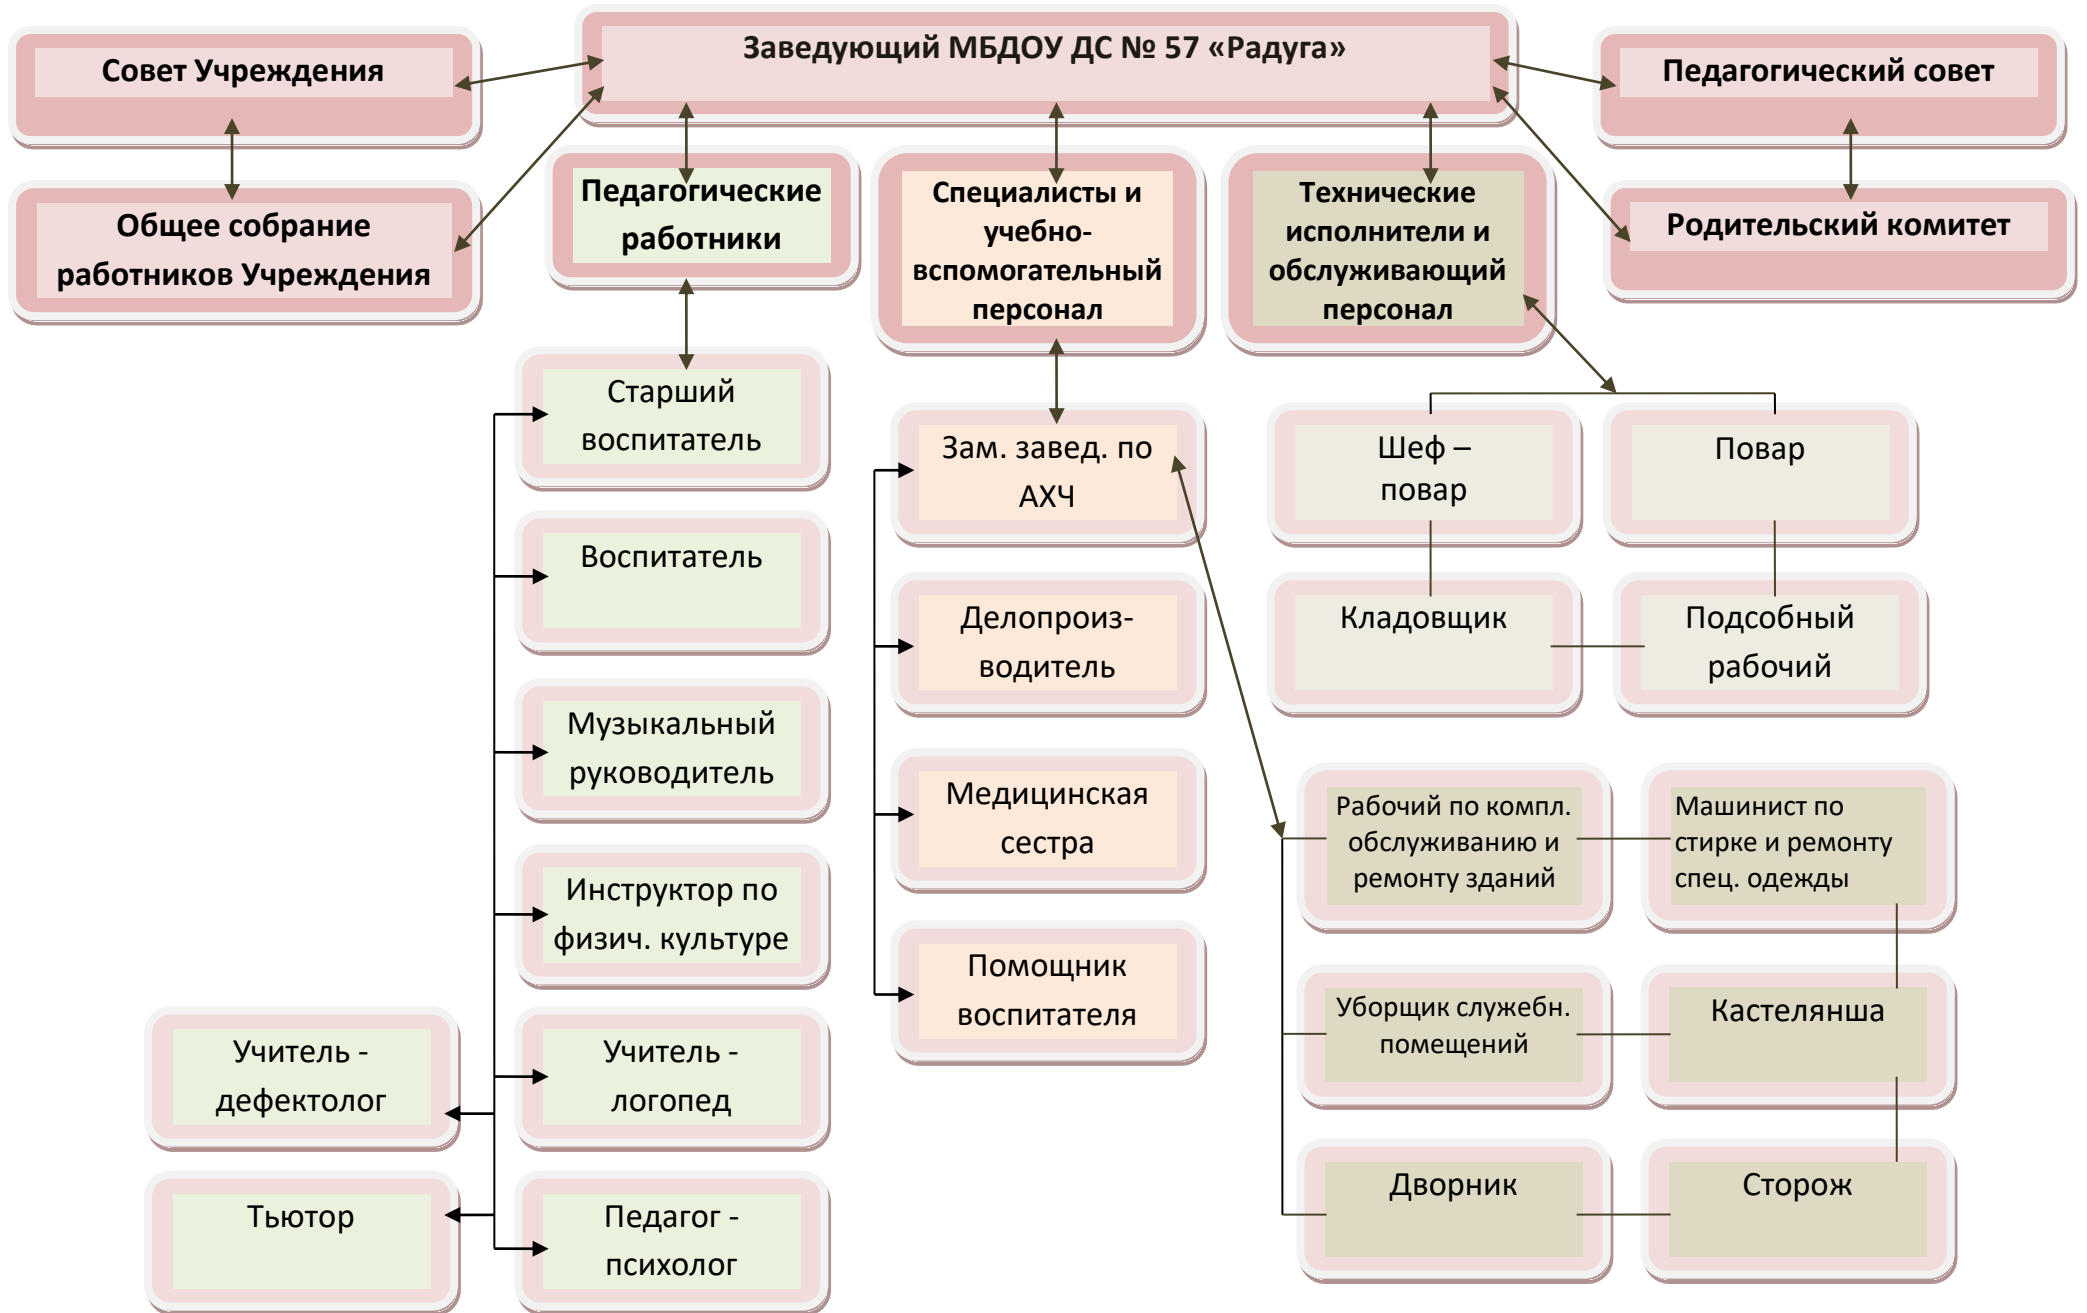 Заведующий МБДОУ ДС № 57 «Радуга»
Совет Учреждения
Педагогический совет
Общее собрание
работников Учреждения
Педагогические
работники
Специалисты и
учебно-
вспомогательный
персонал
Технические
исполнители и
обслуживающий
персонал
Родительский комитет
Старший
воспитатель
Воспитатель
Музыкальный
руководитель
Инструктор по
физич. культуре
Учитель -
дефектолог
Учитель -
логопед
Тьютор
Педагог -
психолог
Зам. завед. по
АХЧ
Делопроиз-
водитель
Медицинская
сестра
Помощник
воспитателя
Шеф –
повар
Повар
Кладовщик
Подсобный
рабочий
Рабочий по компл.
обслуживанию и
ремонту зданий
Машинист по
стирке и ремонту
спец. одежды
Уборщик служебн.
помещений
Кастелянша
Дворник
Сторож